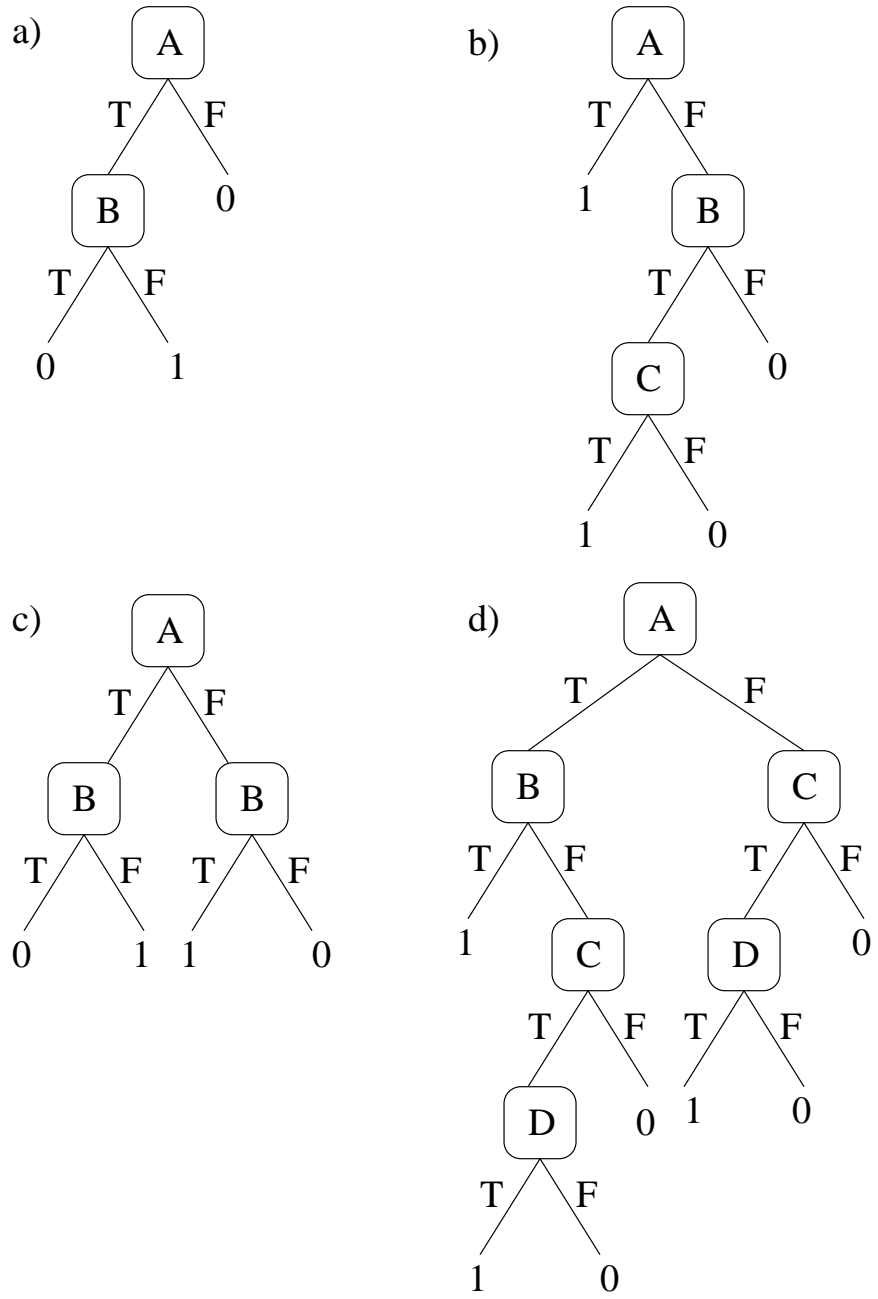 a) A b) A
T F T F
B 0 1 B
T F T F
0 1 C 0
T F
1 0
c) A d) A
T F T F
B B B C
T F T F T F T F
0 1 1 0 1 C D 0
T F T F
D 0 1 0
T F
1 0